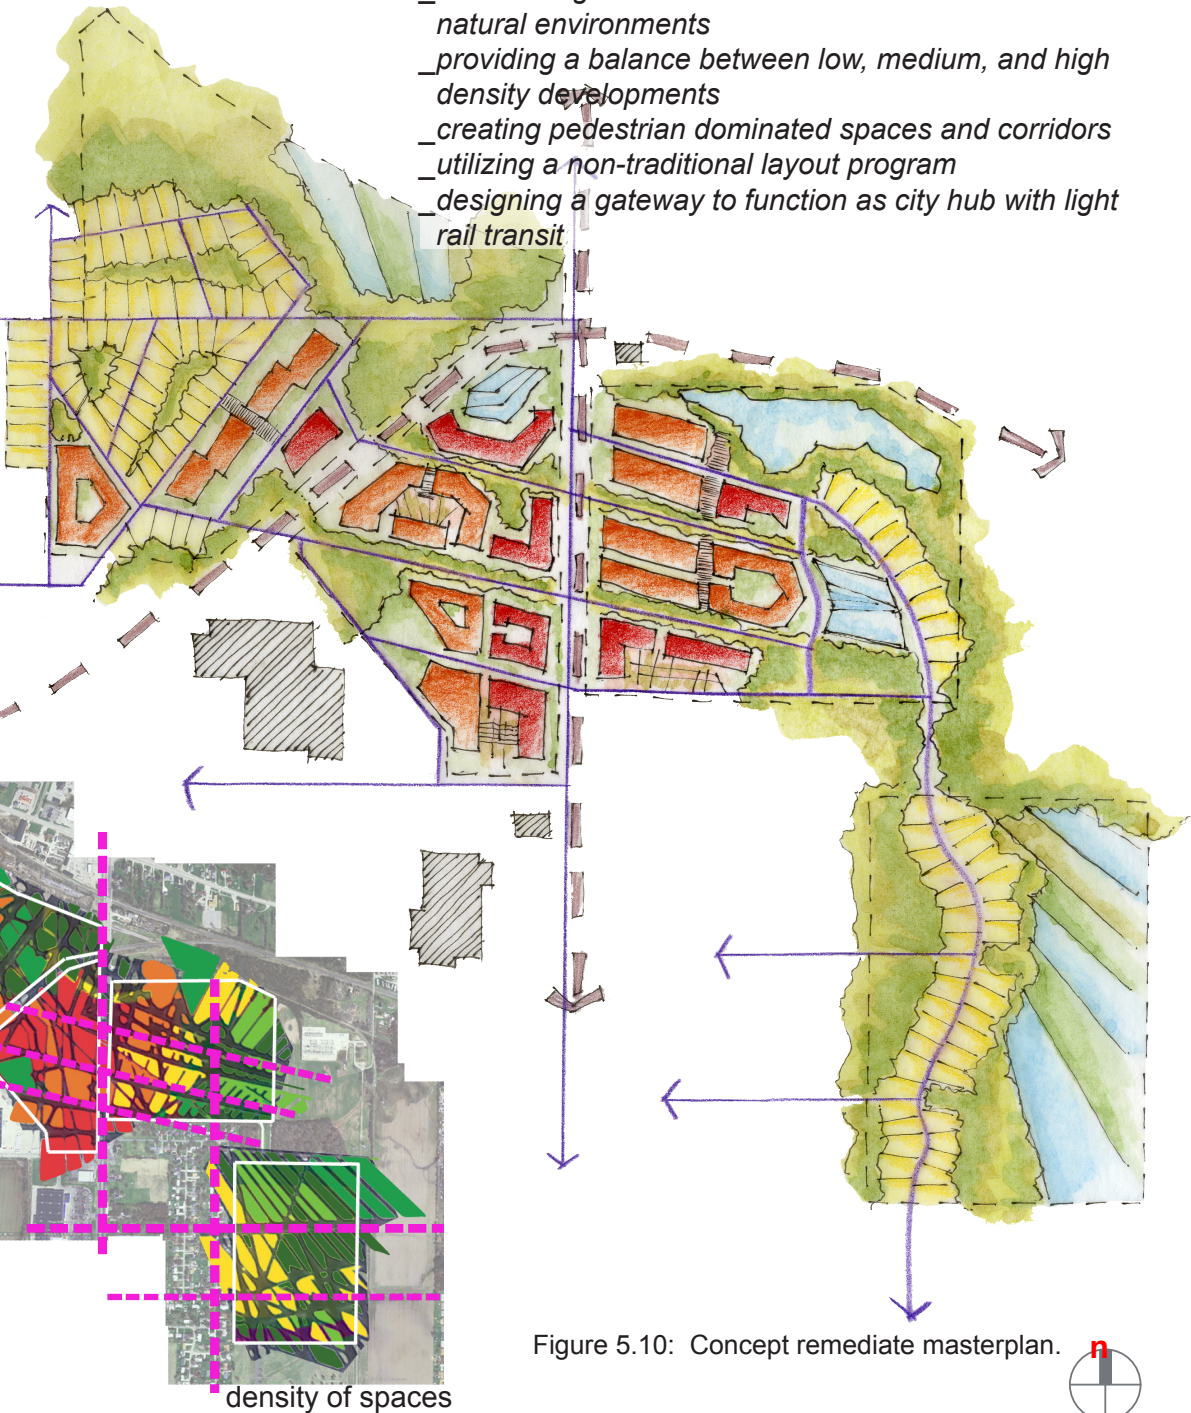 natural environments
_providing a balance between low, medium, and high
density developments
_creating pedestrian dominated spaces and corridors
_utilizing a non-traditional layout program
_designing a gateway to function as city hub with light
rail transit
Figure 5.10:  Concept remediate masterplan.
n
density of spaces